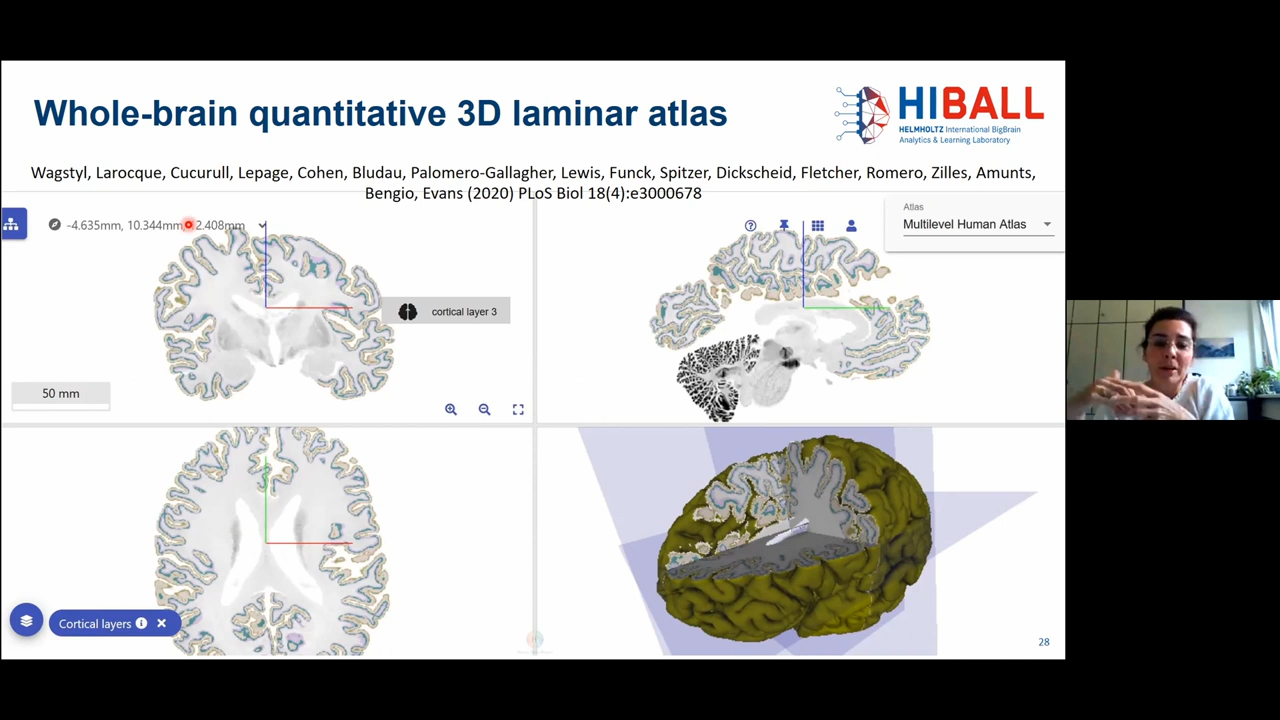 Whole-brain quantitative 3D laminar atlas
HIBALL
HELMHOLTZ International BigBrain
Analytics & Learning Laboratory
Wagstyl, Larocque, Cucurull, Lepage, Cohen, Bludau, Palomero-Gallagher, Lewis, Funck, Spitzer, Dickscheid, Fletcher, Romero, Zilles, Amunts,
Bengio, Evans (2020) PLoS Biol 18(4):e3000678
-4.635mm, 10.344mm 2.408mm
Atlas
Multilevel Human Atlas
cortical layer 3
50 mm
Cortical layers
28